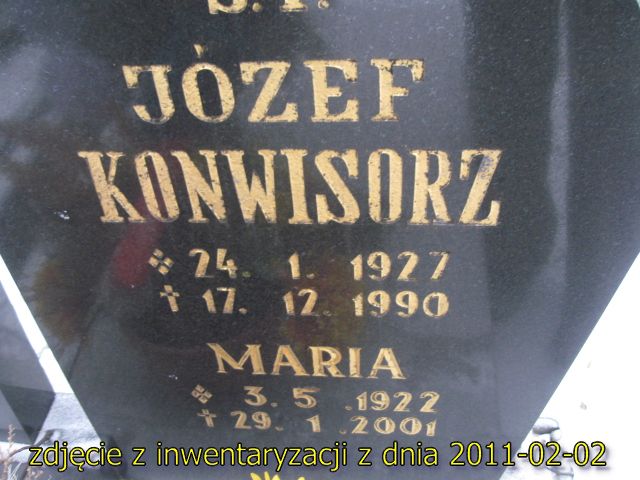 Ś.P.
JÓZEF
KONWISORZ
24. 1. 1927
† 17. 12. 1990
MARIA
3. 5 .1922
† 29. 1 .2001
zdjęcie z inwentaryzacji z dnia 2011-02-02